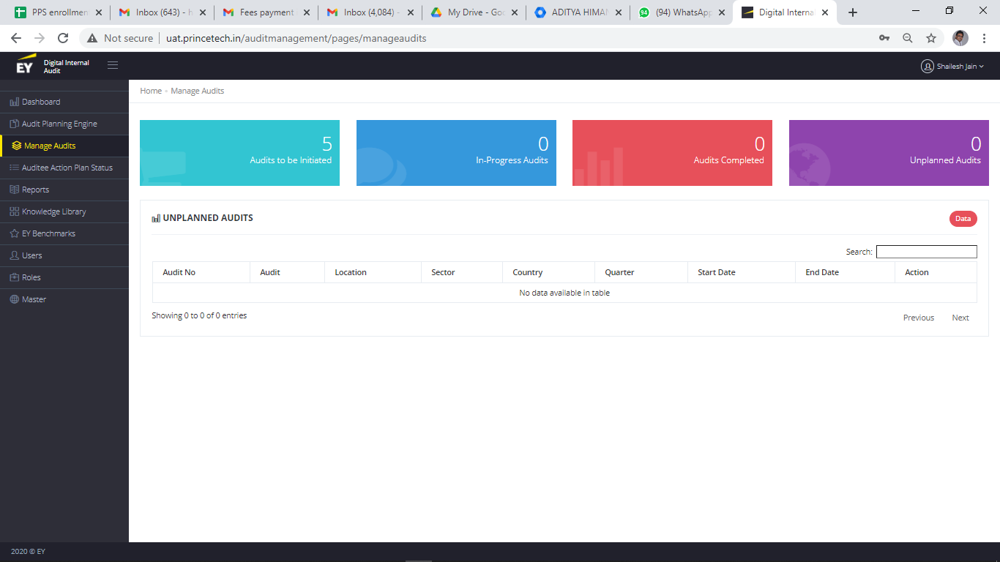 PPS enrollmen
Inbox (643) - h
Fees payment
Inbox (4,084) -
My Drive - Goo
ADITYA HIMAN
94
(94) WhatsApp
Digital Interna
Not secure
uat.princetech.in/auditmanagement/pages/manageaudits
EY
Digital Internal
Audit
Shailesh Jain
Dashboard
Audit Planning Engine
Manage Audits
Auditee Action Plan Status
Reports
Knowledge Library
EY Benchmarks
Users
Roles
Master
Home
Manage Audits
5
Audits to be Initiated
0
In-Progress Audits
0
Audits Completed
0
Unplanned Audits
UNPLANNED AUDITS
Data
Search:
Audit No Audit Location Sector Country Quarter Start Date End Date Action
No data available in table
Showing 0 to 0 of 0 entries
Previous Next
2020 © EY